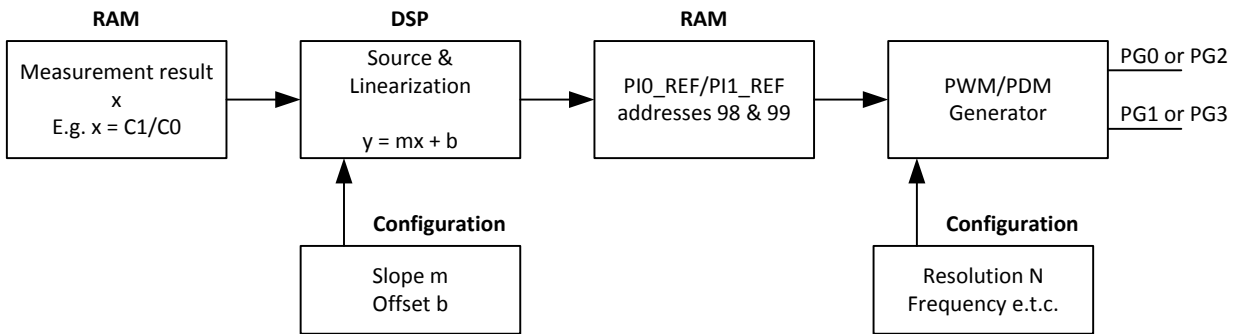 RAM
Measurement result
x
E.g. x = C1/C0
DSP
Source &
Linearization
y = mx + b
RAM
PI0_REF/PI1_REF
addresses 98 & 99
PWM/PDM
Generator
PG0 or PG2
PG1 or PG3
Configuration
Slope m
Offset b
Configuration
Resolution N
Frequency e.t.c.